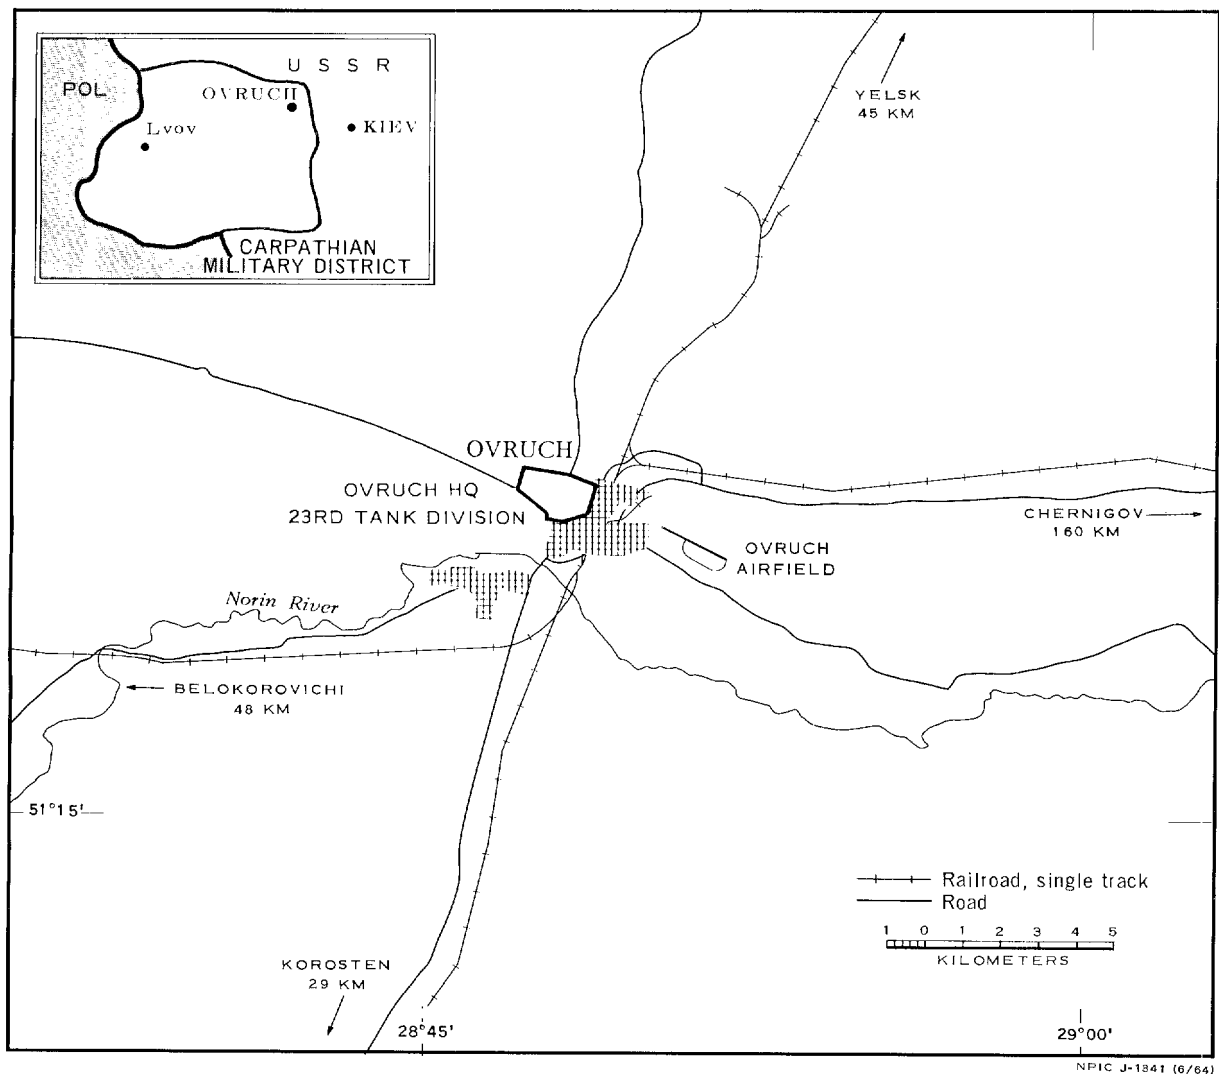 U S S R
POL
OVRUCH
Lvov
KIEV
CARPATHIAN
MILITARY DISTRICT
YELSK
45 KM
OVRUCH
OVRUCH HQ
23RD TANK DIVISION
CHERNIGOV
160 KM
OVRUCH
AIRFIELD
Norin River
BELOKOROVICHI
48 KM
51°15'
Railroad, single track
Road
1 0 1 2 3 4 5
KILOMETERS
KOROSTEN
29 KM
28°45'
29°00'
NPIC J-1841 (6/64)